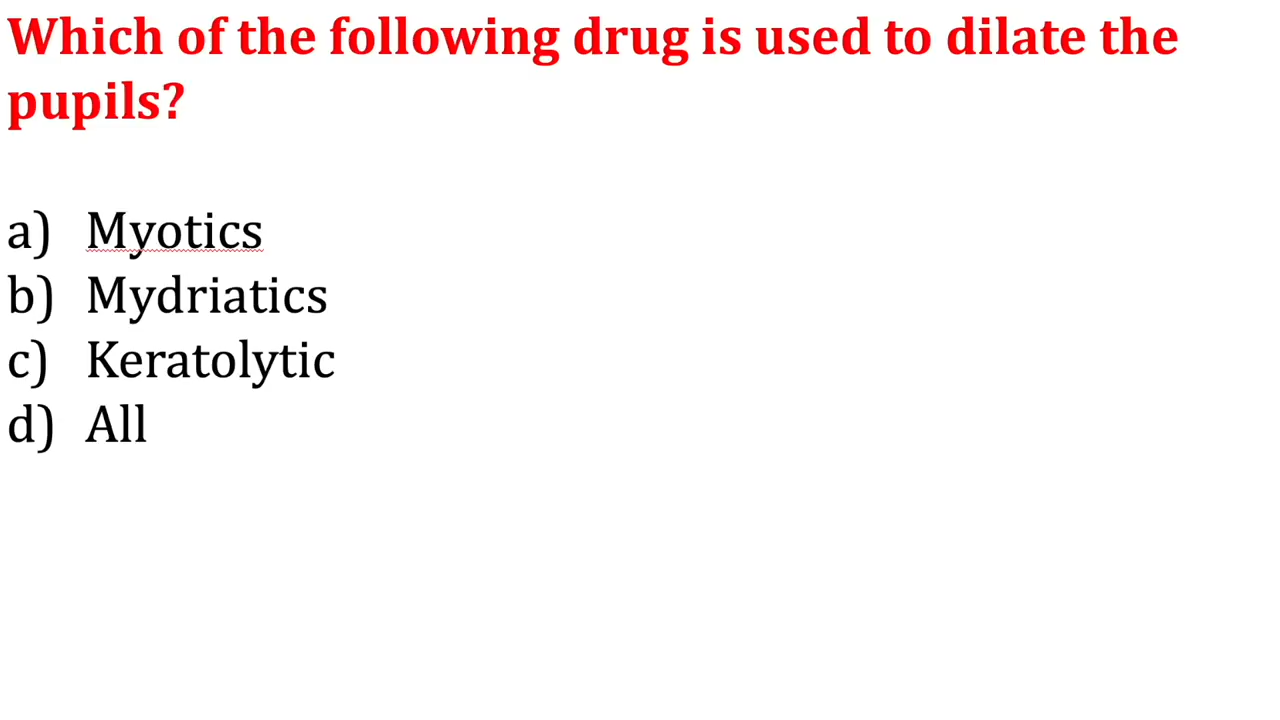 Which of the following drug is used to dilate the
pupils?
a) Myotics
b) Mydriatics
c) Keratolytic
d) All